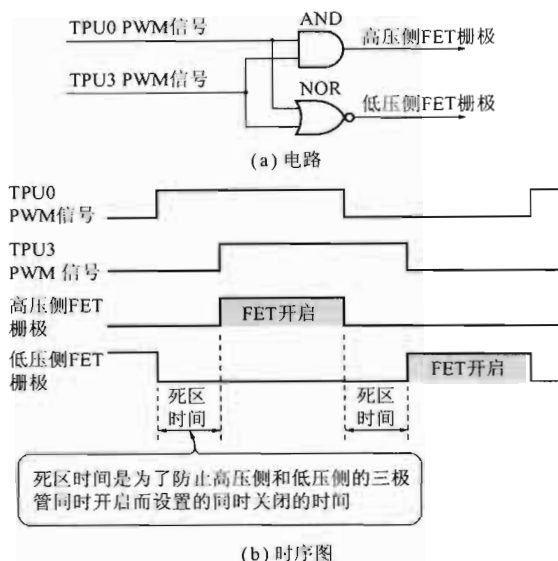 TPU0 PWM信号
AND
高压侧FET栅极
TPU3 PWM信号
NOR
低压侧FET栅极
(a) 电路
TPU0
PWM信号
TPU3
PWM 信号
高压侧FET
栅极
FET开启
低压侧FET
栅极
FET开启
死区
时间
死区
时间
死区时间是为了防止高压侧和低压侧的三极
管同时开启而设置的同时关闭的时间
(b) 时序图